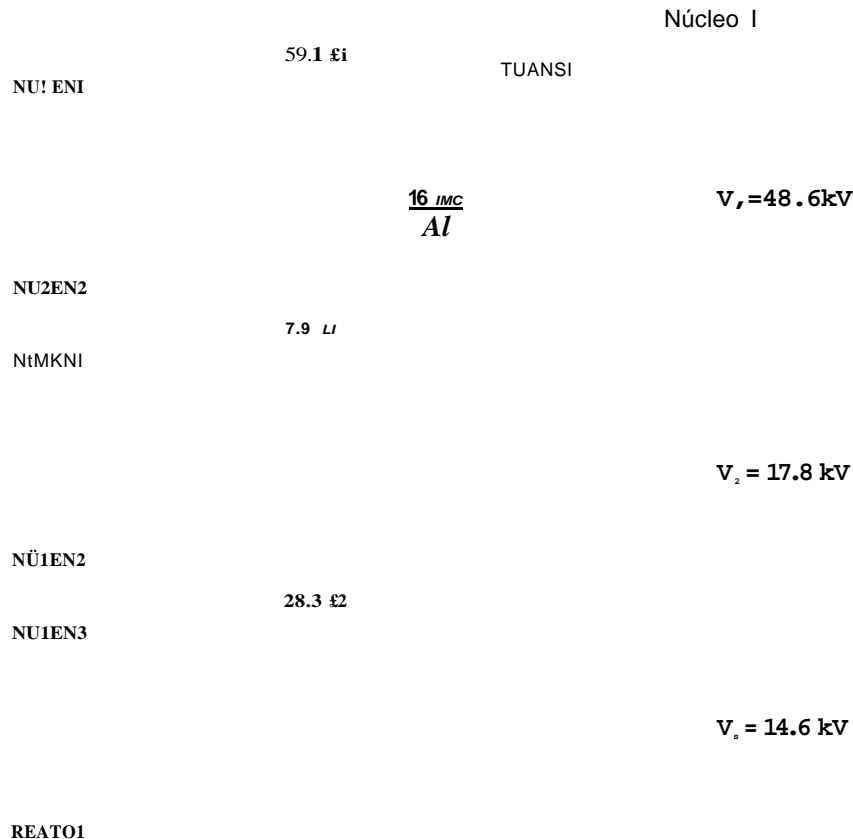 Núcleo I
59.1 £i
TUANSI
NU! ENI
16 IMC
Al
V,=48.6kV
NU2EN2
7.9 LI
NtMKNI
V2 = 17.8 kV
NÜ1EN2
28.3 £2
NU1EN3
Vs = 14.6 kV
REATO1